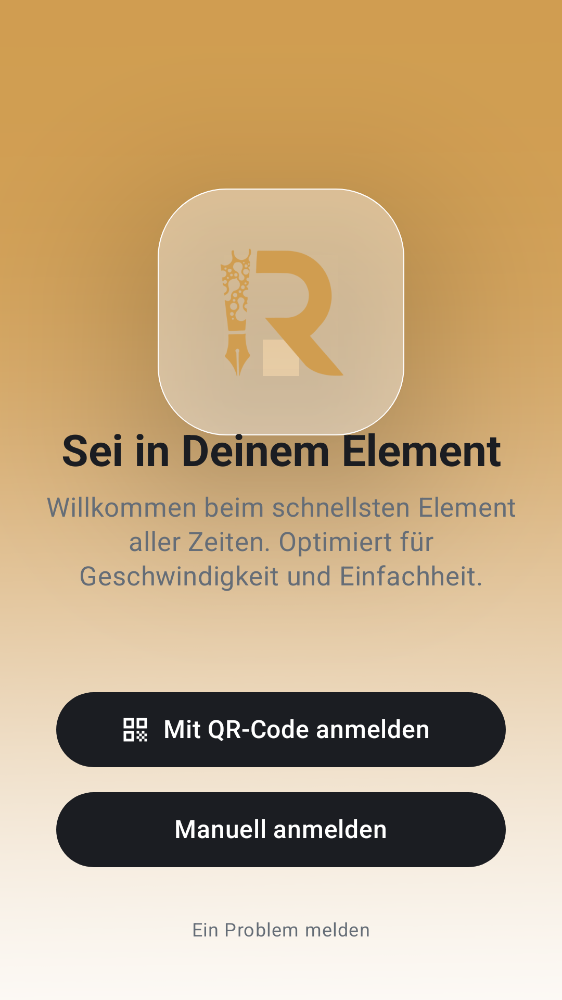 R
Sei in Deinem Element
Willkommen beim schnellsten Element
aller Zeiten. Optimiert für
Geschwindigkeit und Einfachheit.
Mit QR-Code anmelden
Manuell anmelden
Ein Problem melden